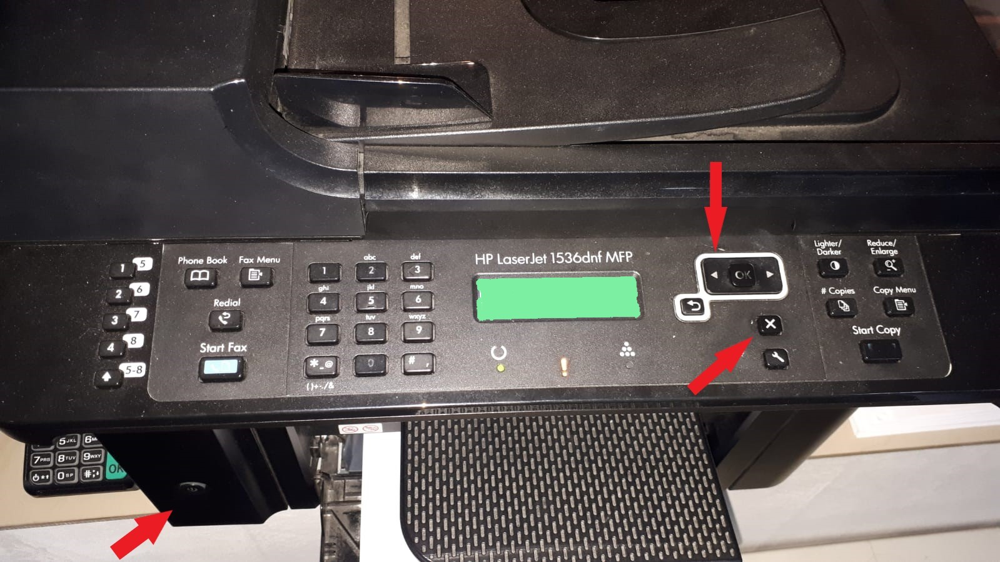 Lighter/ Reduce/
Darker Enlarge
HP LaserJet 1536dnf MFP
1 5
2 6
3 7
4 8
5-8
Phone Book Fax Menu
Redial
Start Fax
abc def
1 2 3
ghi jkl mno
4 5 6
pqrs tuv wxyz
7 8 9
* _@ 0 # ,
()+-./&
OK
# Copies Copy Menu
Start Copy
5JKL 6M
7PRS 8TUV 9WXY
0SP #
OK